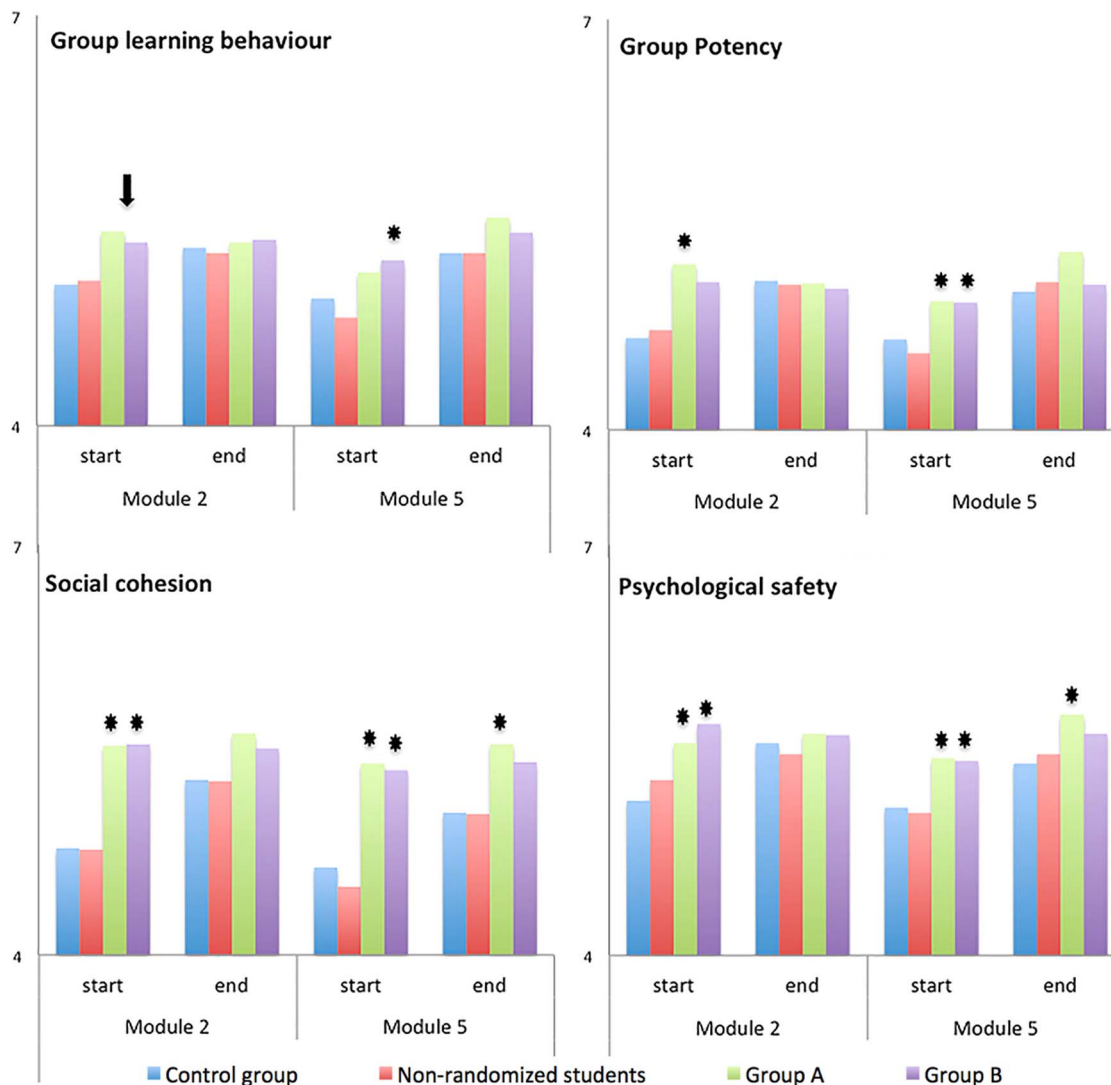 7
Group learning behaviour
4
start end start end
Module 2 Module 5
7
Group Potency
4
start end start end
Module 2 Module 5
7
Social cohesion
4
start end start end
Module 2 Module 5
7
Psychological safety
4
start end start end
Module 2 Module 5
Control group Non-randomized students Group A Group B